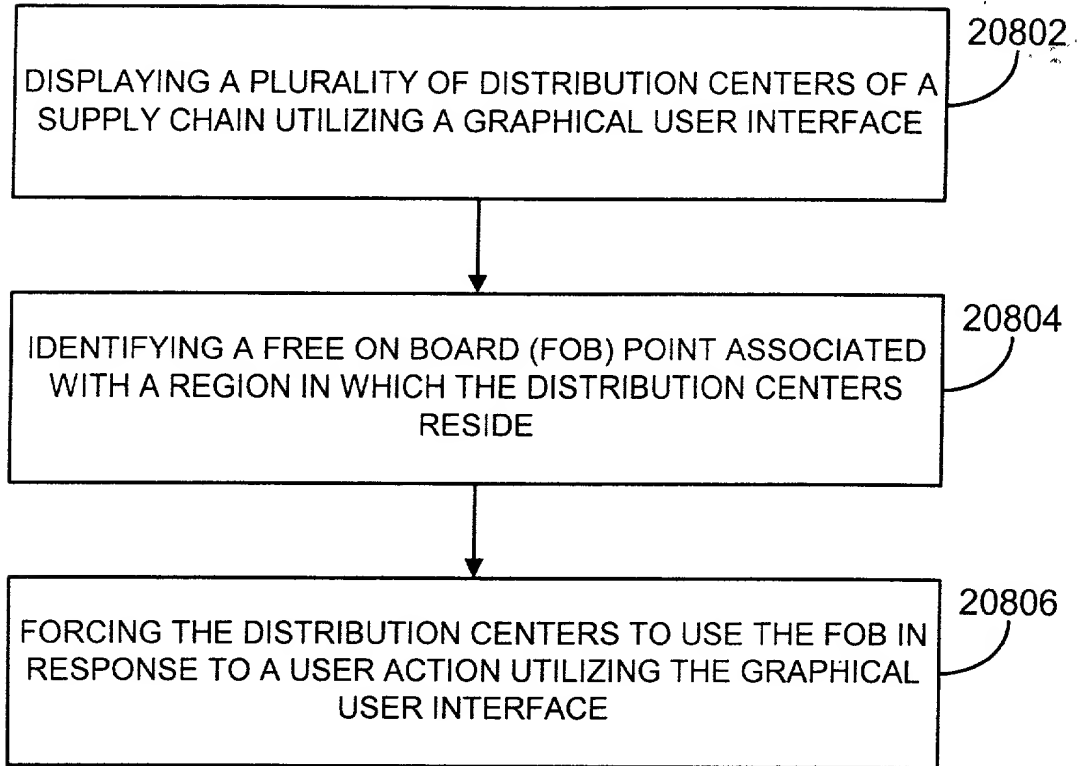 20802
DISPLAYING A PLURALITY OF DISTRIBUTION CENTERS OF A
SUPPLY CHAIN UTILIZING A GRAPHICAL USER INTERFACE
20804
IDENTIFYING A FREE ON BOARD (FOB) POINT ASSOCIATED
WITH A REGION IN WHICH THE DISTRIBUTION CENTERS
RESIDE
20806
FORCING THE DISTRIBUTION CENTERS TO USE THE FOB IN
RESPONSE TO A USER ACTION UTILIZING THE GRAPHICAL
USER INTERFACE